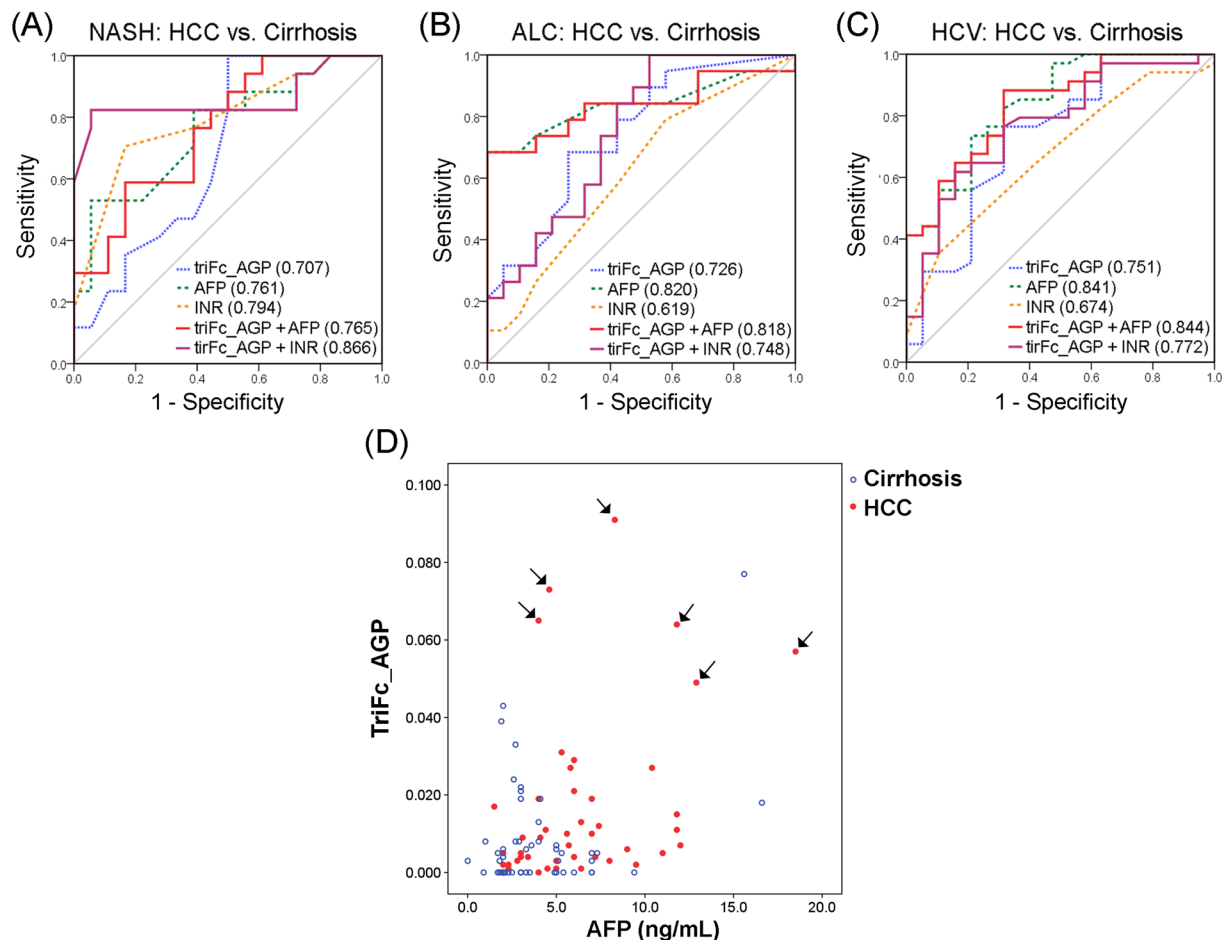 (A) NASH: HCC vs. Cirrhosis
1.0
0.8
0.6
0.4
0.2
0.0
Sensitivity
triFc_AGP (0.707)
AFP (0.761)
INR (0.794)
triFc_AGP + AFP (0.765)
tirFc_AGP + INR (0.866)
0.0 0.2 0.4 0.6 0.8 1.0
1 - Specificity
(B) ALC: HCC vs. Cirrhosis
1.0
0.8
0.6
0.4
0.2
0.0
Sensitivity
triFc_AGP (0.726)
AFP (0.820)
INR (0.619)
triFc_AGP + AFP (0.818)
tirFc_AGP + INR (0.748)
0.0 0.2 0.4 0.6 0.8 1.0
1 - Specificity
(C) HCV: HCC vs. Cirrhosis
1.0
0.8
0.6
0.4
0.2
0.0
Sensitivity
triFc_AGP (0.751)
AFP (0.841)
INR (0.674)
triFc_AGP + AFP (0.844)
tirFc_AGP + INR (0.772)
0.0 0.2 0.4 0.6 0.8 1.0
1 - Specificity
(D)
Cirrhosis
HCC
0.100
0.080
0.060
0.040
0.020
0.000
TriFc_AGP
0.0 5.0 10.0 15.0 20.0
AFP (ng/mL)